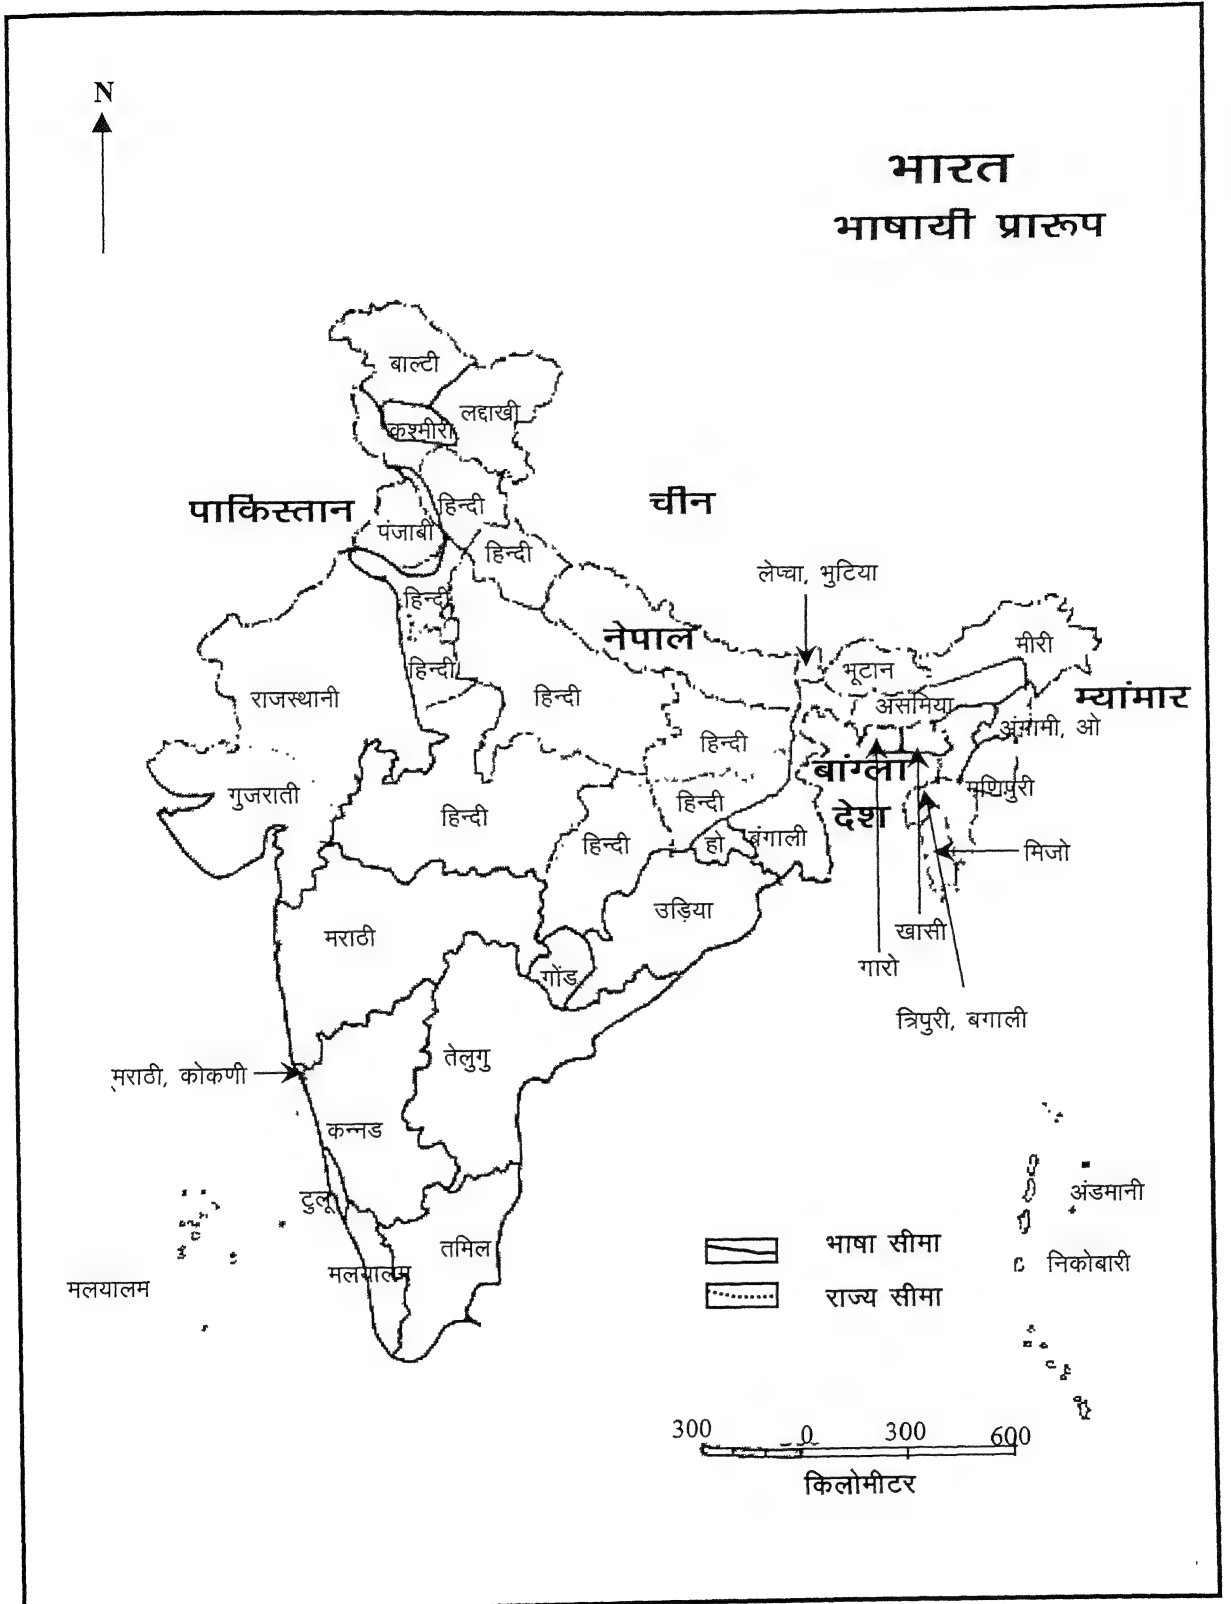 N
भारत
भाषायी प्रारूप
बाल्टी
लद्दाखी
कश्मीरी
पाकिस्तान
हिन्दी
चीन
पंजाबी
हिन्दी
लेप्चा, भुटिया
हिन्दी
नेपाल
मीरी
भूटान
हिन्दी
राजस्थानी
हिन्दी
असमिया
म्यांमार
अंगामी, ओ
हिन्दी
बांग्ला
देश
गुजराती
मणिपुरी
हिन्दी
हिन्दी
हिन्दी
हो
बंगाली
मिजो
उड़िया
मराठी
खासी
गारो
गोंड
त्रिपुरी, बगाली
तेलुगु
मराठी, कोकणी
कन्नड
टुलू
अंडमानी
तमिल
भाषा सीमा
निकोबारी
मलयालम
मलयालम
राज्य सीमा
300 0 300 600
किलोमीटर